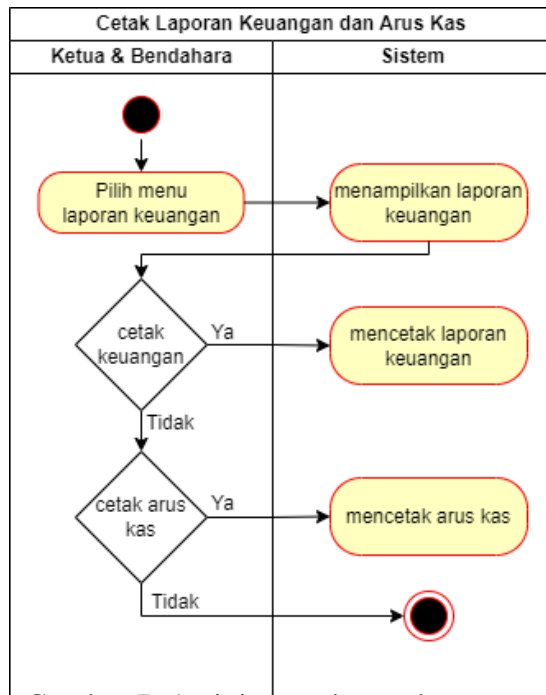 Cetak Laporan Keuangan dan Arus Kas
Ketua & Bendahara
Sistem
Pilih menu
laporan keuangan
menampilkan laporan
keuangan
cetak
keuangan
Ya
mencetak laporan
keuangan
Tidak
cetak arus
kas
Ya
mencetak arus kas
Tidak